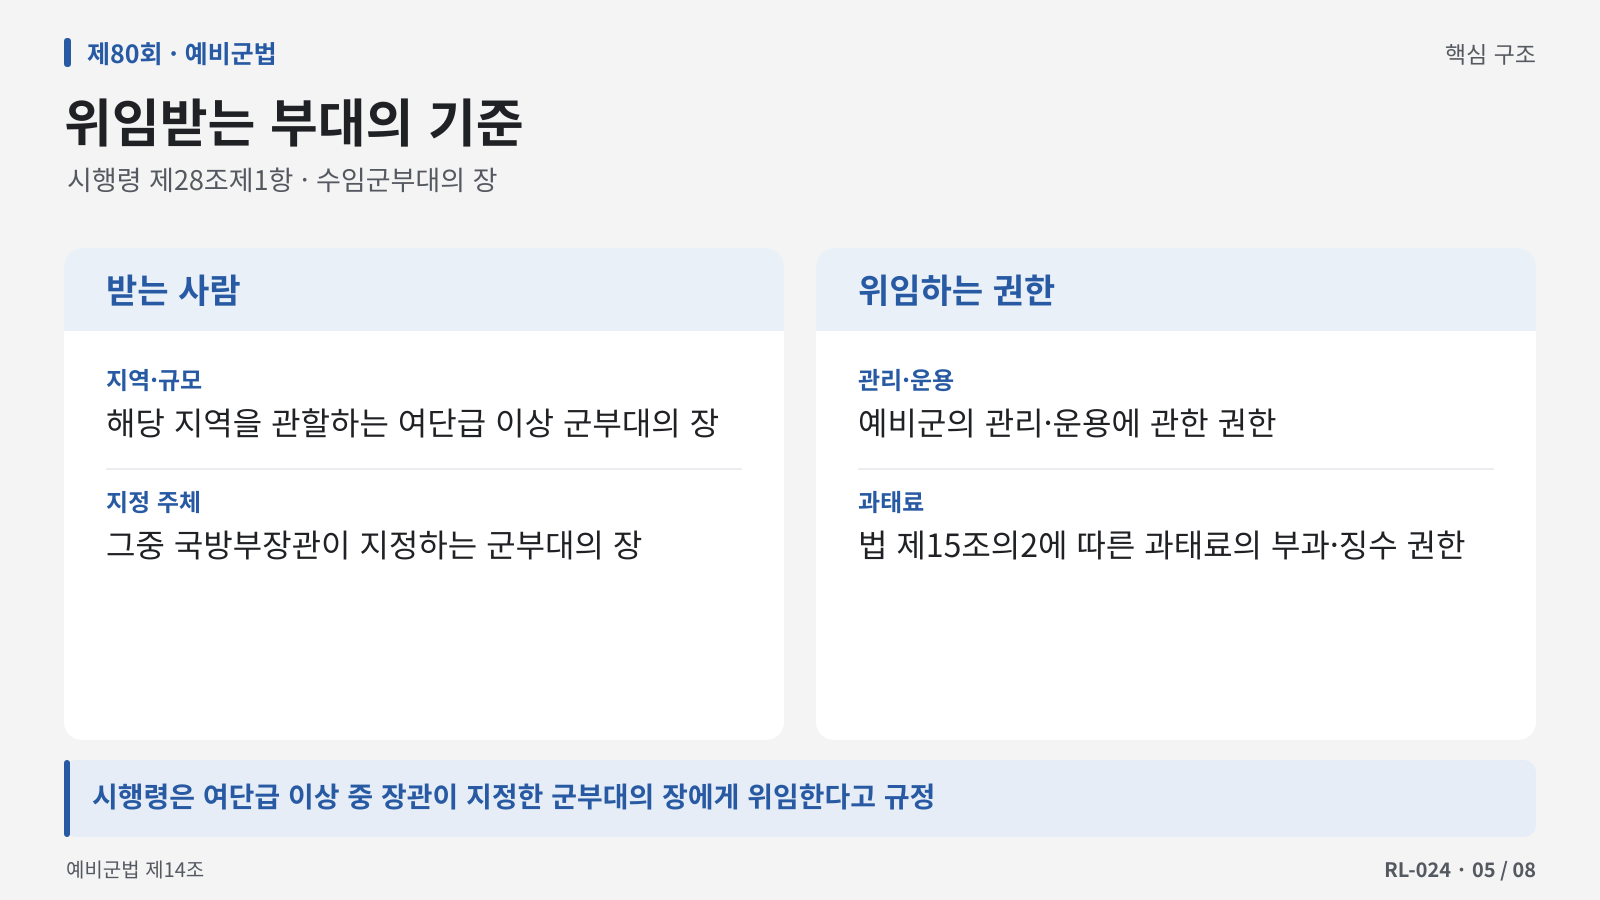 제80회 · 예비군법
핵심 구조
위임받는 부대의 기준
시행령 제28조제1항 · 수임군부대의 장
받는 사람
지역·규모
해당 지역을 관할하는 여단급 이상 군부대의 장
지정 주체
그중 국방부장관이 지정하는 군부대의 장
위임하는 권한
관리·운용
예비군의 관리·운용에 관한 권한
과태료
법 제15조의2에 따른 과태료의 부과·징수 권한
시행령은 여단급 이상 중 장관이 지정한 군부대의 장에게 위임한다고 규정
예비군법 제14조
RL-024 · 05 / 08